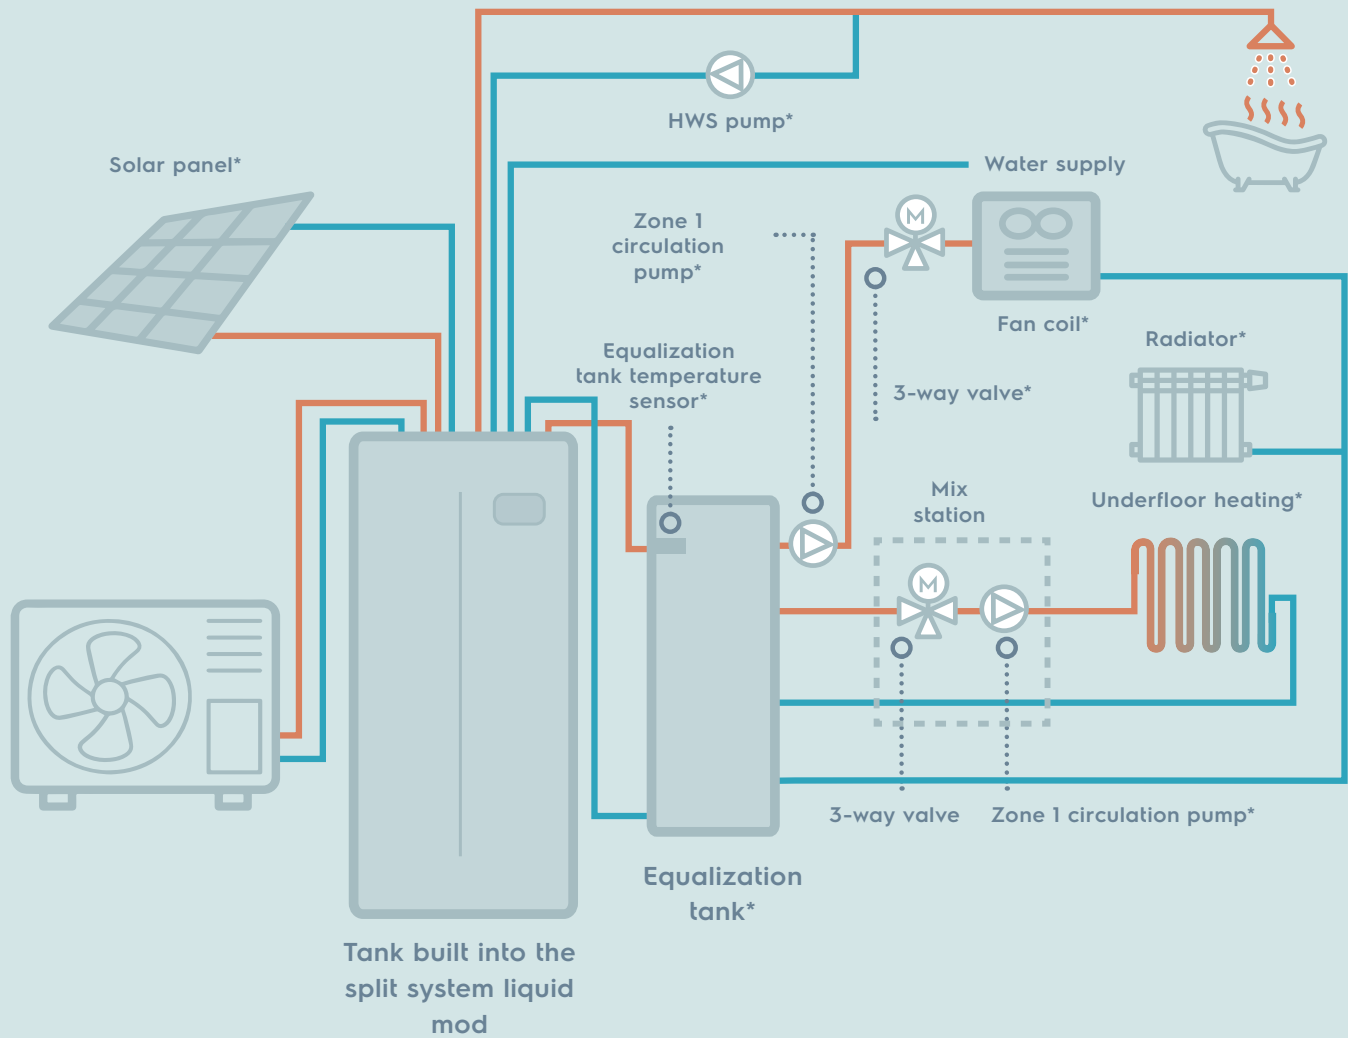 HWS pump*
Solar panel*
Water supply
Zone 1
circulation
pump*
M
Fan coil*
Radiator*
Equalization
tank temperature
sensor*
3-way valve*
Mix
station
Underfloor heating*
M
3-way valve
Zone 1 circulation pump*
Equalization
tank*
Tank built into the
split system liquid
mod